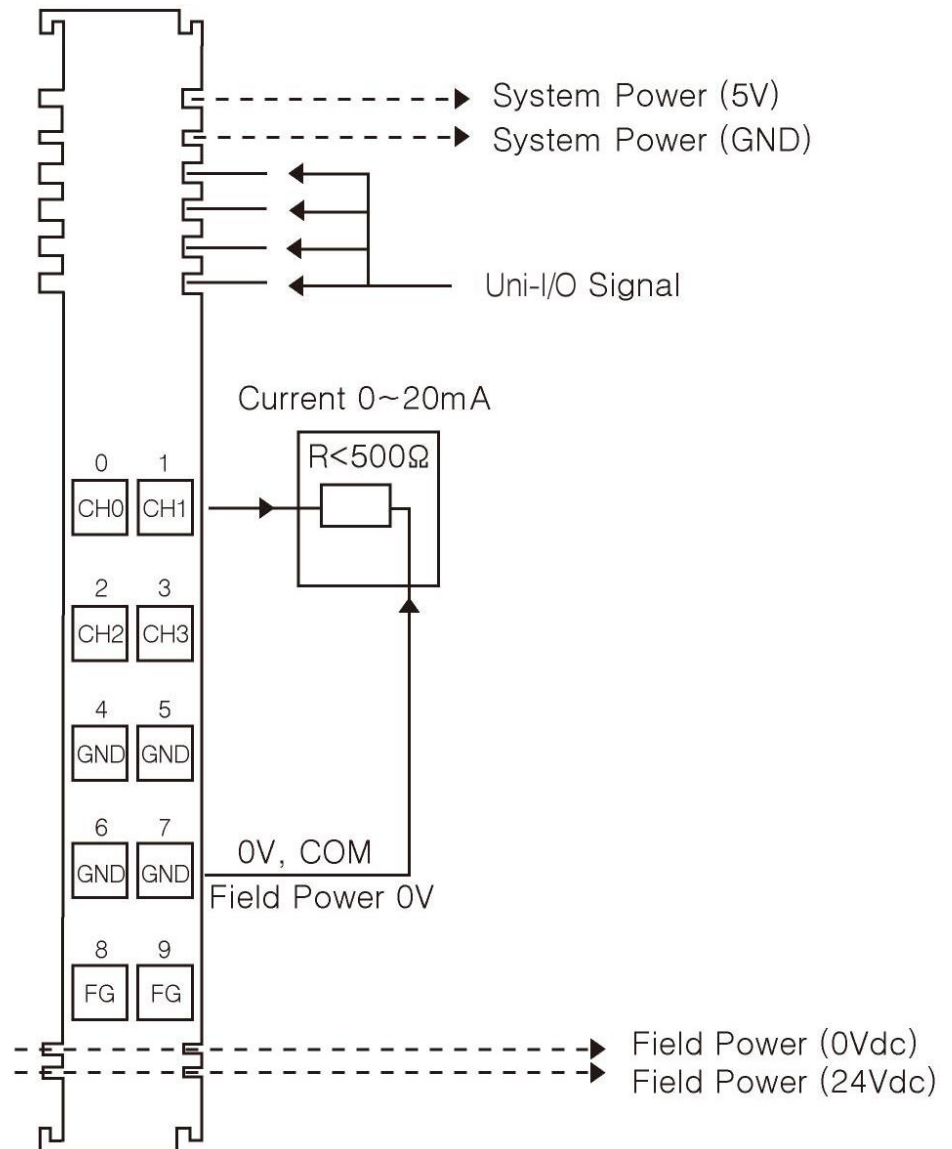 System Power (5V)
System Power (GND)
Uni-I/O Signal
Current 0~20mA
R<500Ω
0 1
CH0 CH1
2 3
CH2 CH3
4 5
GND GND
6 7
GND GND
0V, COM
Field Power 0V
8 9
FG FG
Field Power (0Vdc)
Field Power (24Vdc)